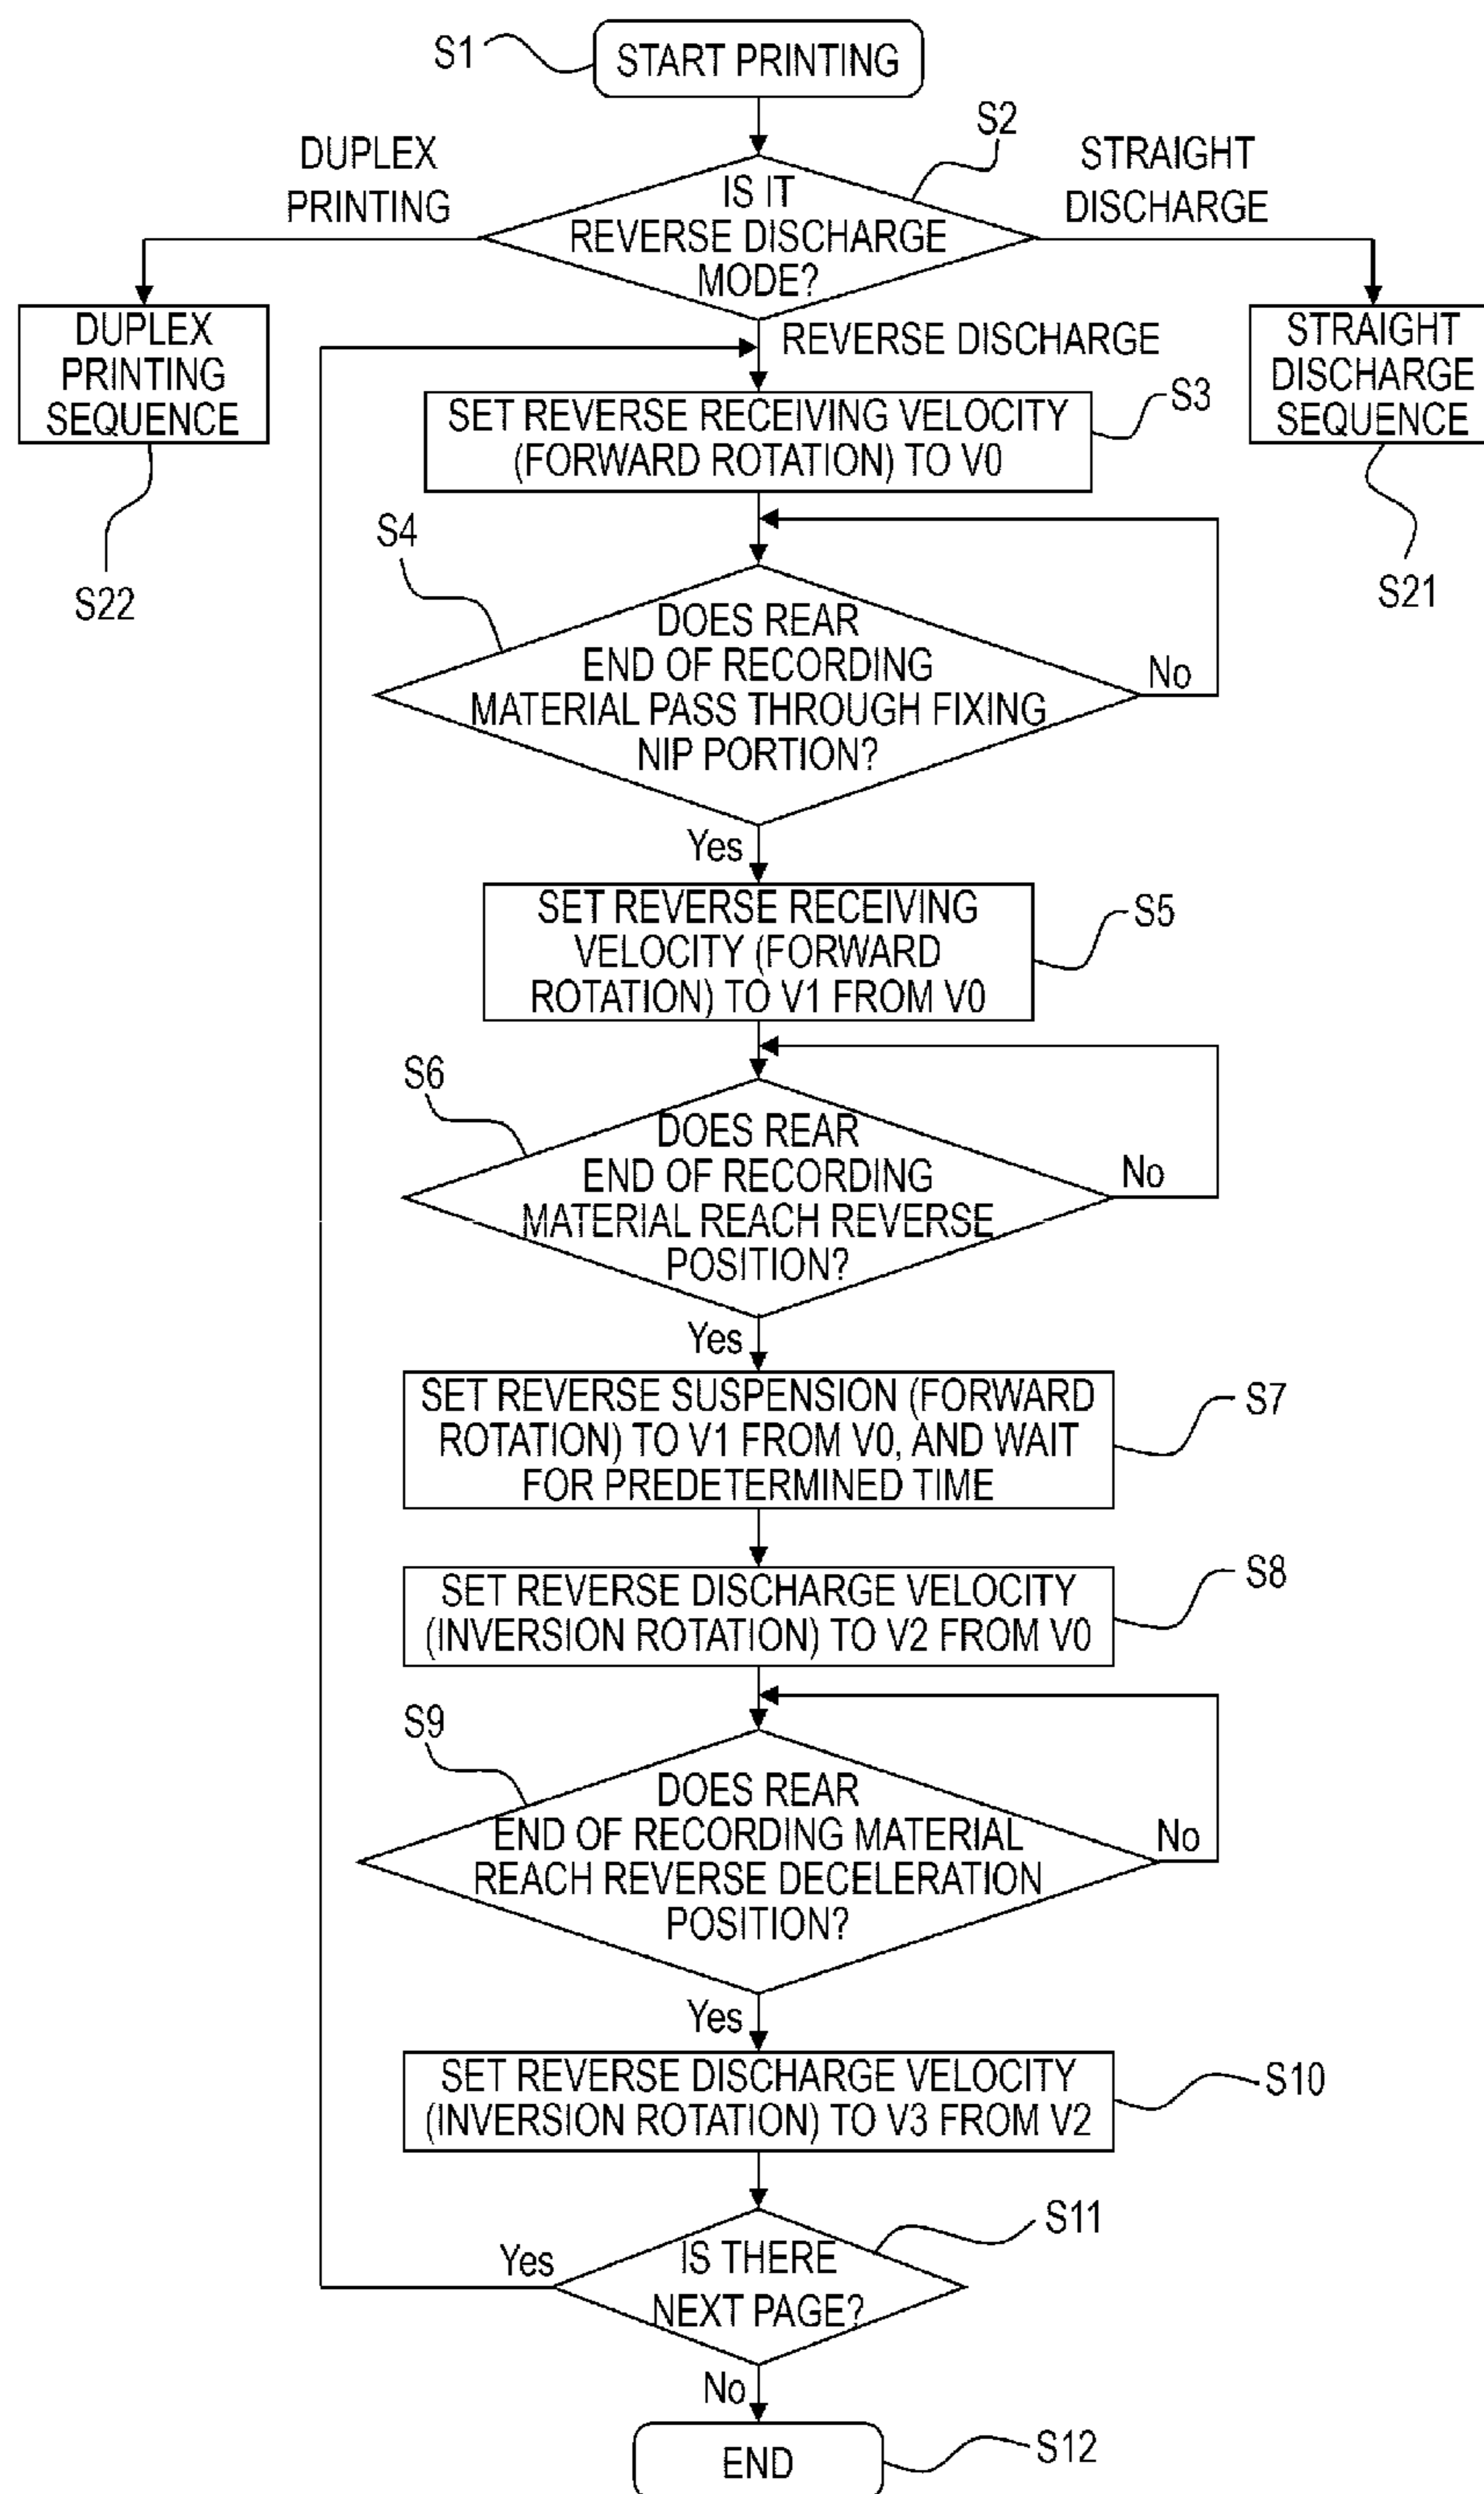 S1
START PRINTING
S2
DUPLEX
PRINTING
STRAIGHT
DISCHARGE
IS IT
REVERSE DISCHARGE
MODE?
DUPLEX
PRINTING
SEQUENCE
S22
STRAIGHT
DISCHARGE
SEQUENCE
S21
REVERSE DISCHARGE
SET REVERSE RECEIVING VELOCITY
(FORWARD ROTATION) TO V0
S3
S4
DOES REAR
END OF RECORDING
MATERIAL PASS THROUGH FIXING
NIP PORTION?
No
Yes
SET REVERSE RECEIVING
VELOCITY (FORWARD
ROTATION) TO V1 FROM V0
S5
S6
DOES REAR
END OF RECORDING
MATERIAL REACH REVERSE
POSITION?
No
Yes
SET REVERSE SUSPENSION (FORWARD
ROTATION) TO V1 FROM V0, AND WAIT
FOR PREDETERMINED TIME
S7
SET REVERSE DISCHARGE VELOCITY
(INVERSION ROTATION) TO V2 FROM V0
S8
S9
DOES REAR
END OF RECORDING MATERIAL
REACH REVERSE DECELERATION
POSITION?
No
Yes
SET REVERSE DISCHARGE VELOCITY
(INVERSION ROTATION) TO V3 FROM V2
S10
S11
Yes
IS THERE
NEXT PAGE?
No
END
S12